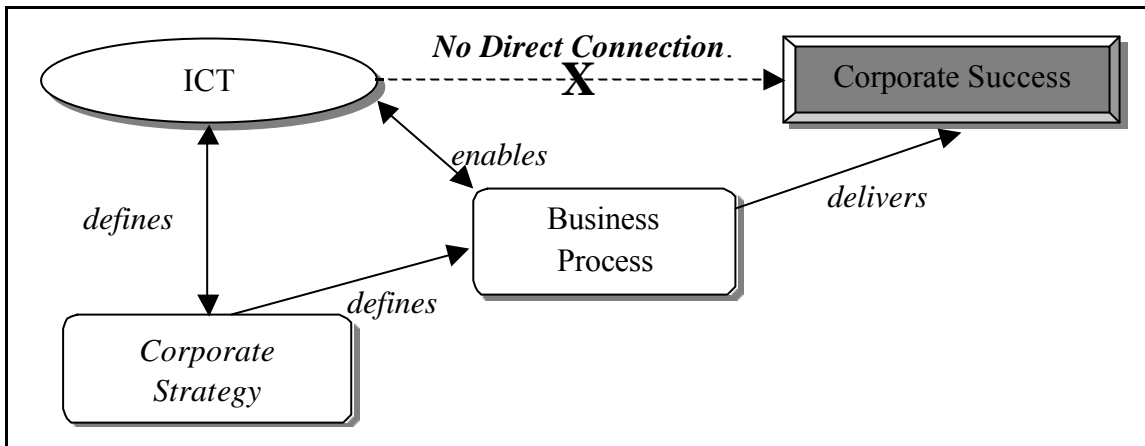 No Direct Connection.
ICT
X
Corporate Success
enables
defines
Business
Process
delivers
defines
Corporate
Strategy